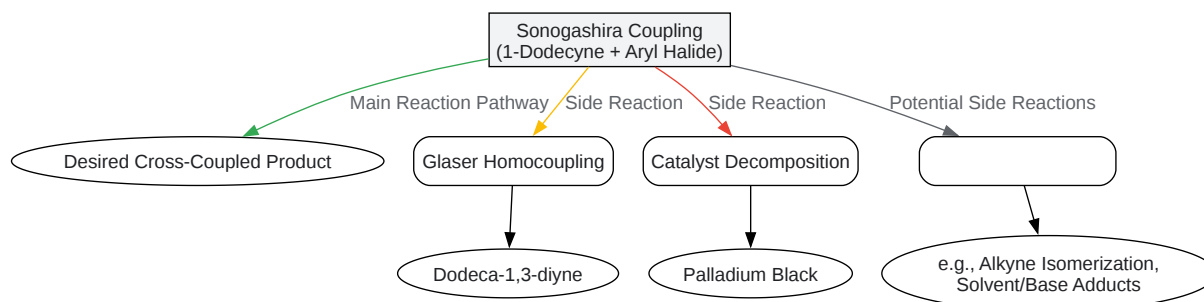 Sonogashira Coupling
(1-Dodecyne + Aryl Halide)
Main Reaction Pathway
Side Reaction
Side Reaction
Potential Side Reactions
Desired Cross-Coupled Product
Glaser Homocoupling
Catalyst Decomposition
Dodeca-1,3-diyne
Palladium Black
e.g., Alkyne Isomerization,
Solvent/Base Adducts